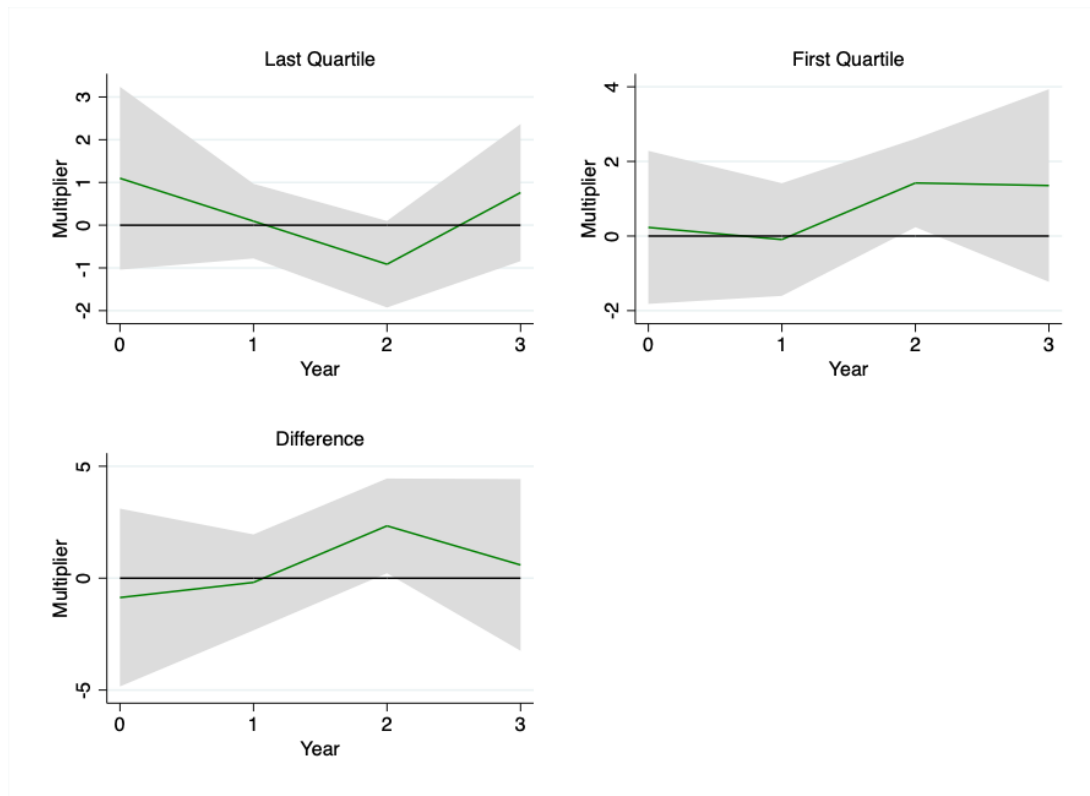 Last Quartile
Multiplier
3
2
1
0
-1
-2
0 1 2 3
Year
First Quartile
Multiplier
4
2
0
-2
0 1 2 3
Year
Difference
Multiplier
5
0
-5
0 1 2 3
Year